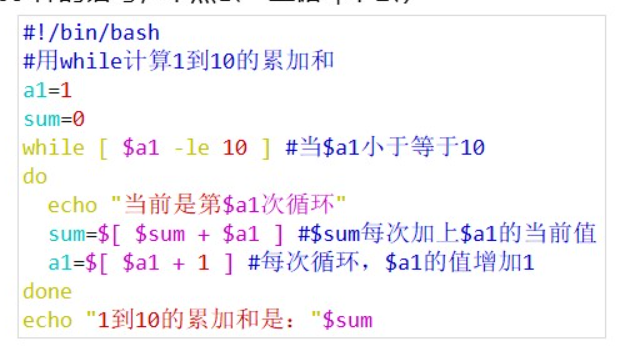 #!/bin/bash
#用while计算1到10的累加和
a1=1
sum=0
while [ $a1 -le 10 ] #当$a1小于等于10
do
  echo "当前是第$a1次循环"
  sum=$[ $sum + $a1 ] #$sum每次加上$a1的当前值
  a1=$[ $a1 + 1 ] #每次循环，$a1的值增加1
done
echo "1到10的累加和是："$sum